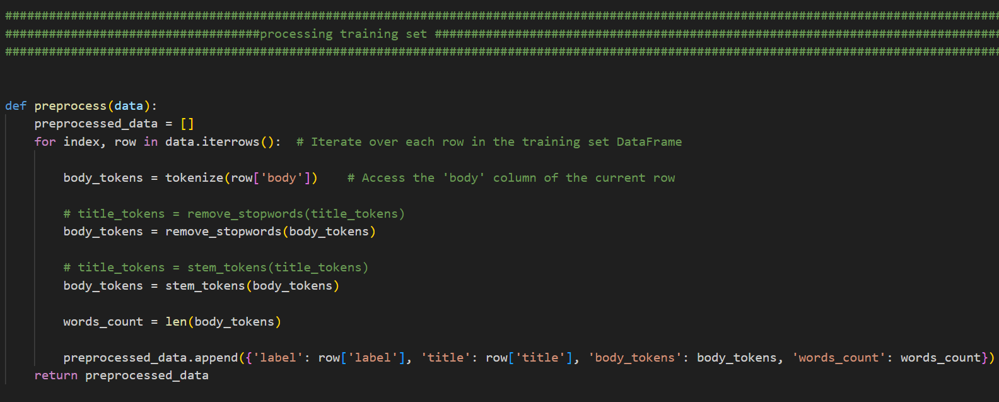 #########################################################################################################################################
###################################processing training set ##############################################################################
#########################################################################################################################################
def preprocess(data):
    preprocessed_data = []
    for index, row in data.iterrows():  # Iterate over each row in the training set DataFrame
        body_tokens = tokenize(row['body'])    # Access the 'body' column of the current row
        # title_tokens = remove_stopwords(title_tokens)
        body_tokens = remove_stopwords(body_tokens)
        # title_tokens = stem_tokens(title_tokens)
        body_tokens = stem_tokens(body_tokens)
        words_count = len(body_tokens)
        preprocessed_data.append({'label': row['label'], 'title': row['title'], 'body_tokens': body_tokens, 'words_count': words_count})
    return preprocessed_data